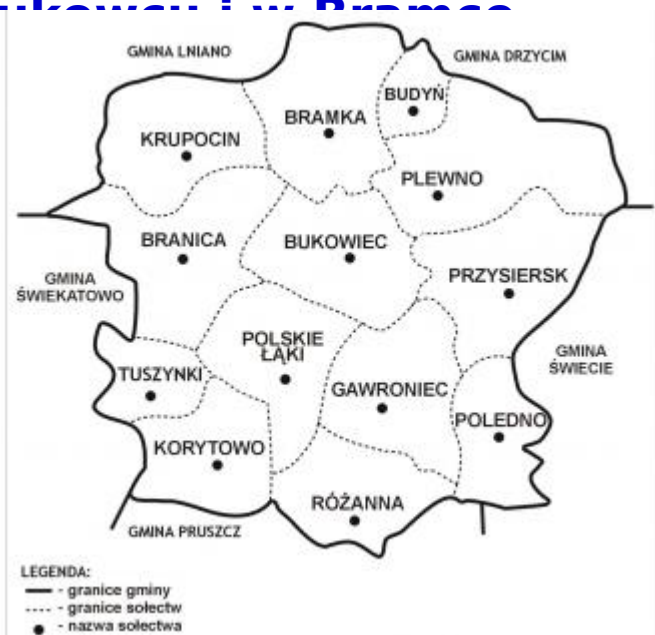 i w Bramce
GMINA LNIANO
GMINA DRZYCIM
BUDYŃ
BRAMKA
KRUPOCIN
PLEWNO
BRANICA
BUKOWIEC
PRZYSIERSK
GMINA
ŚWIEKATOWO
POLSKIE
ŁĄKI
GMINA
ŚWIECIE
TUSZYNKI
GAWRONIEC
POLEDNO
KORYTOWO
RÓŻANNA
GMINA PRUSZCZ
LEGENDA:
- granice gminy
- granice sołectw
- nazwa sołectwa